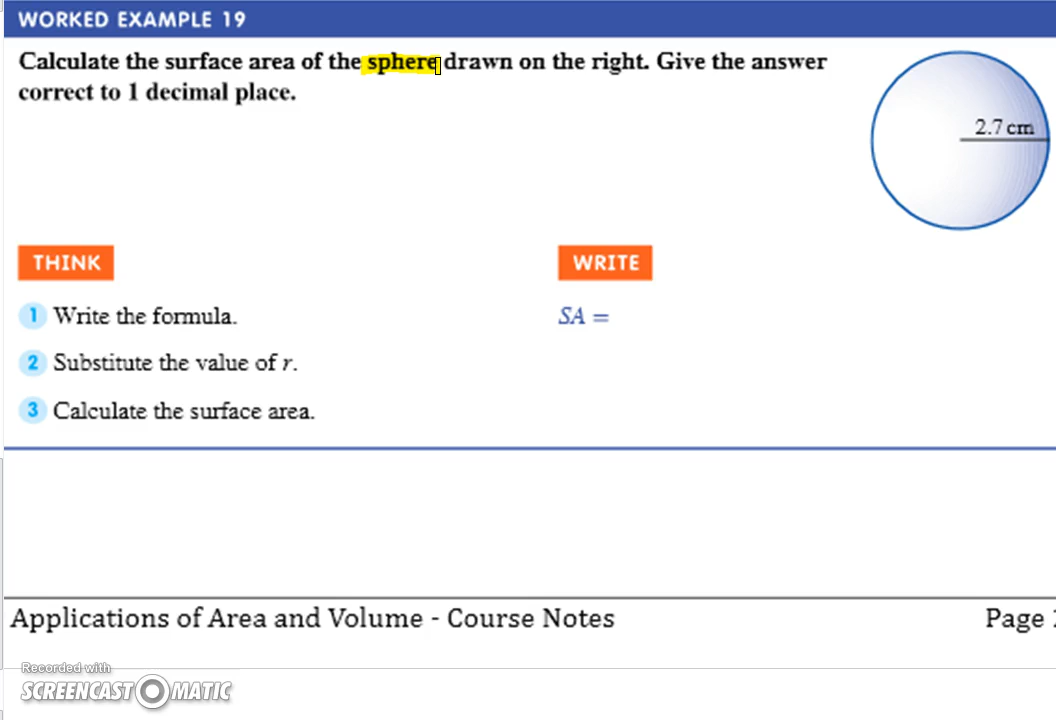 WORKED EXAMPLE 19
Calculate the surface area of the sphere drawn on the right. Give the answer
correct to 1 decimal place.
2.7 cm
THINK
WRITE
1 Write the formula.
SA =
2 Substitute the value of r.
3 Calculate the surface area.
Applications of Area and Volume - Course Notes
Page
Recorded with
SCREENCAST O MATIC